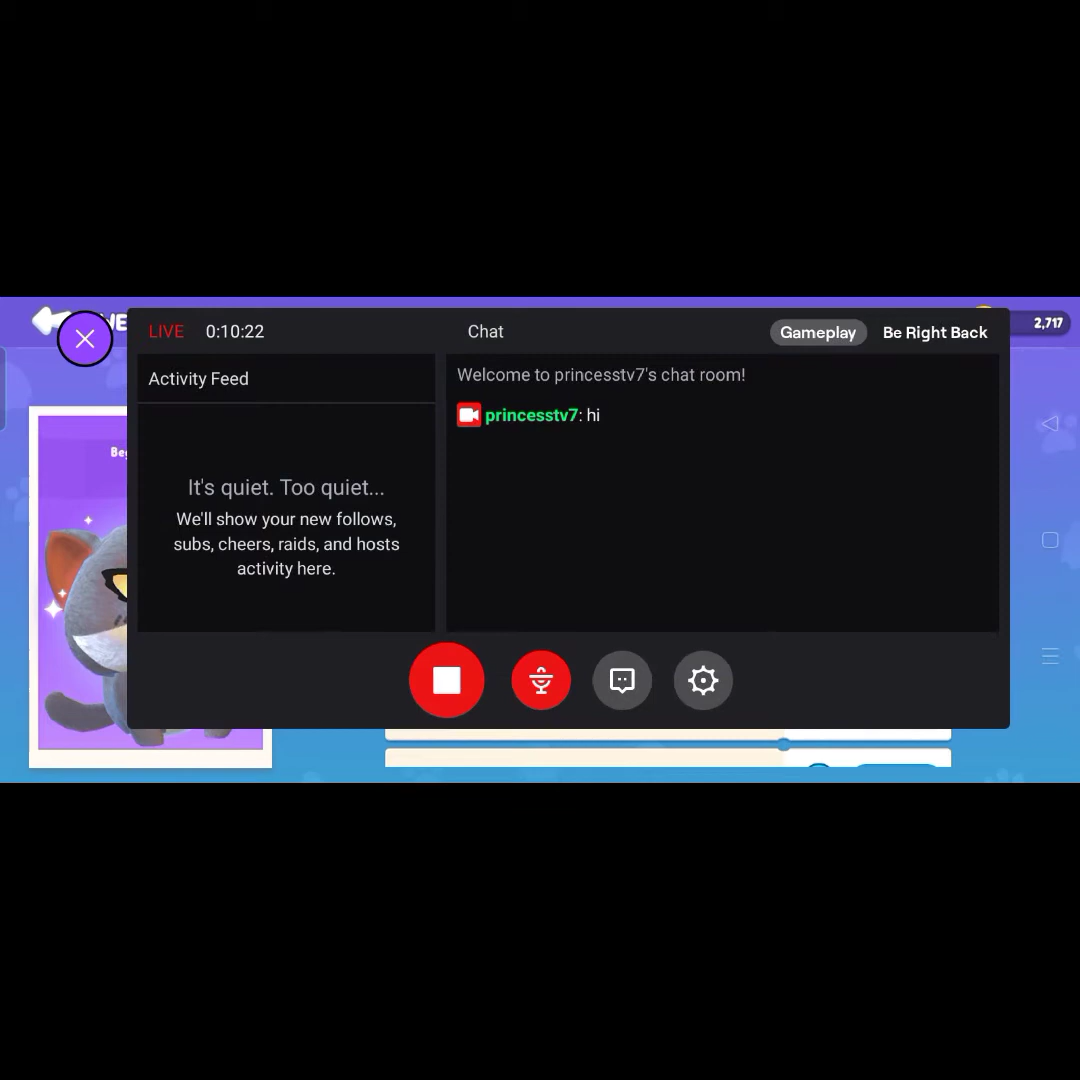 LIVE 0:10:22 Chat Gameplay Be Right Back
2,717
Activity Feed
Welcome to princesstv7's chat room!
princesstv7: hi
It's quiet. Too quiet...
We'll show your new follows,
subs, cheers, raids, and hosts
activity here.